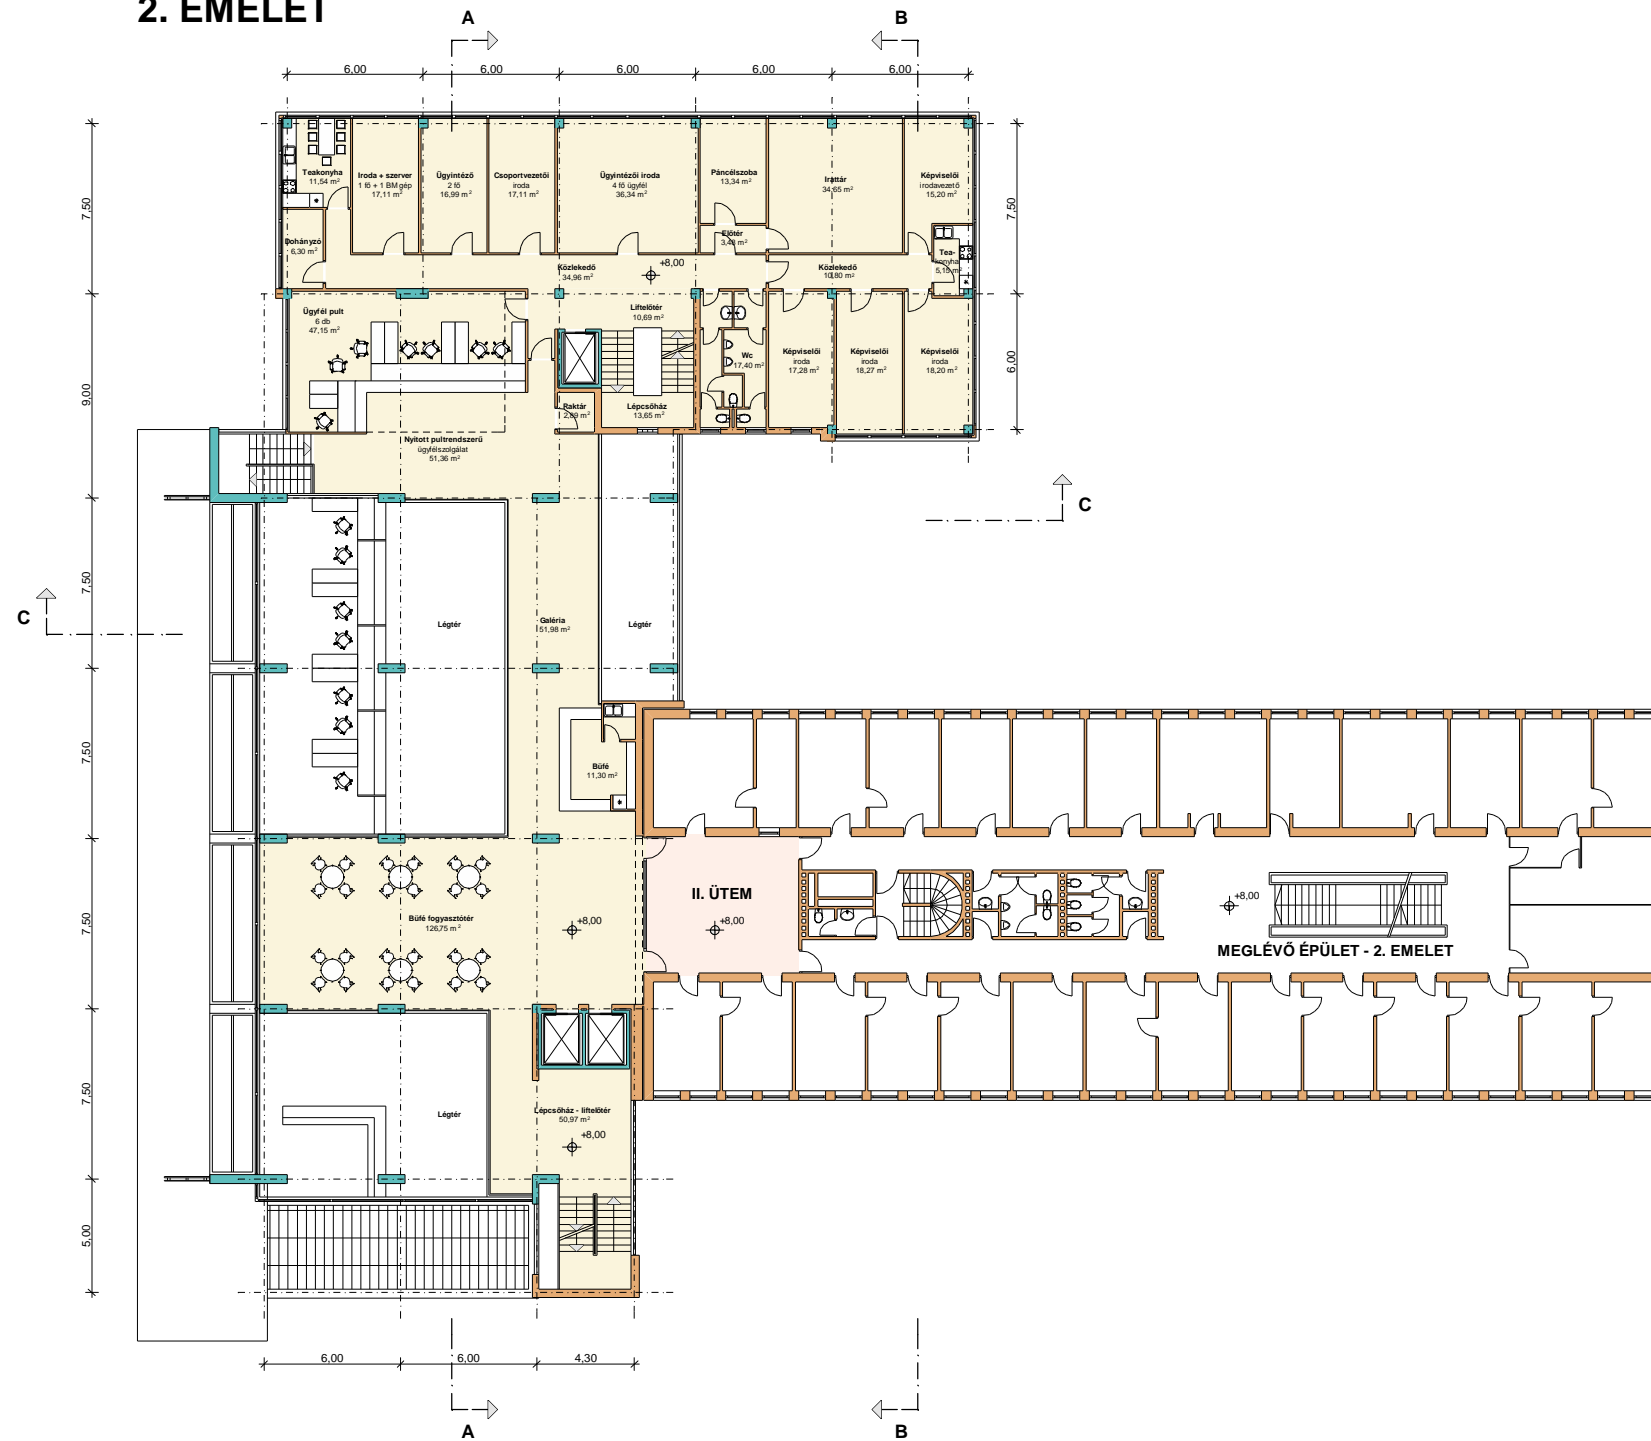 2. EMELET
A
B
6,00
6,00
6,00
6,00
6,00
7,50
9,00
7,50
7,50
7,50
7,50
5,00
7,50
6,00
Teakonyha
11,54 m²
Iroda + szerver
1 fő + 1 BM gép
17,11 m²
Ügyintéző
2 fő
16,99 m²
Csoportvezetői
iroda
17,11 m²
Ügyintézői iroda
4 fő ügyfél
36,34 m²
Páncélszoba
13,34 m²
Irattár
34,65 m²
Képviselői
irodavezető
15,20 m²
Dohányzó
6,30 m²
Előtér
3,48 m²
Tea-
konyha
5,15 m²
Közlekedő
34,96 m²
+8,00
Közlekedő
10,80 m²
Ügyfél pult
6 db
47,15 m²
Liftelőtér
10,69 m²
Wc
17,40 m²
Képviselői
iroda
17,28 m²
Képviselői
iroda
18,27 m²
Képviselői
iroda
18,20 m²
Raktár
2,89 m²
Lépcsőház
13,65 m²
Nyitott pultrendszerű
ügyfélszolgálat
51,36 m²
C
C
Légtér
Galéria
51,98 m²
Légtér
Büfé
11,30 m²
II. ÜTEM
+8,00
Büfé fogyasztótér
126,75 m²
+8,00
+8,00
MEGLÉVŐ ÉPÜLET - 2. EMELET
Légtér
Lépcsőház - liftelőtér
50,97 m²
+8,00
6,00
6,00
4,30
A
B